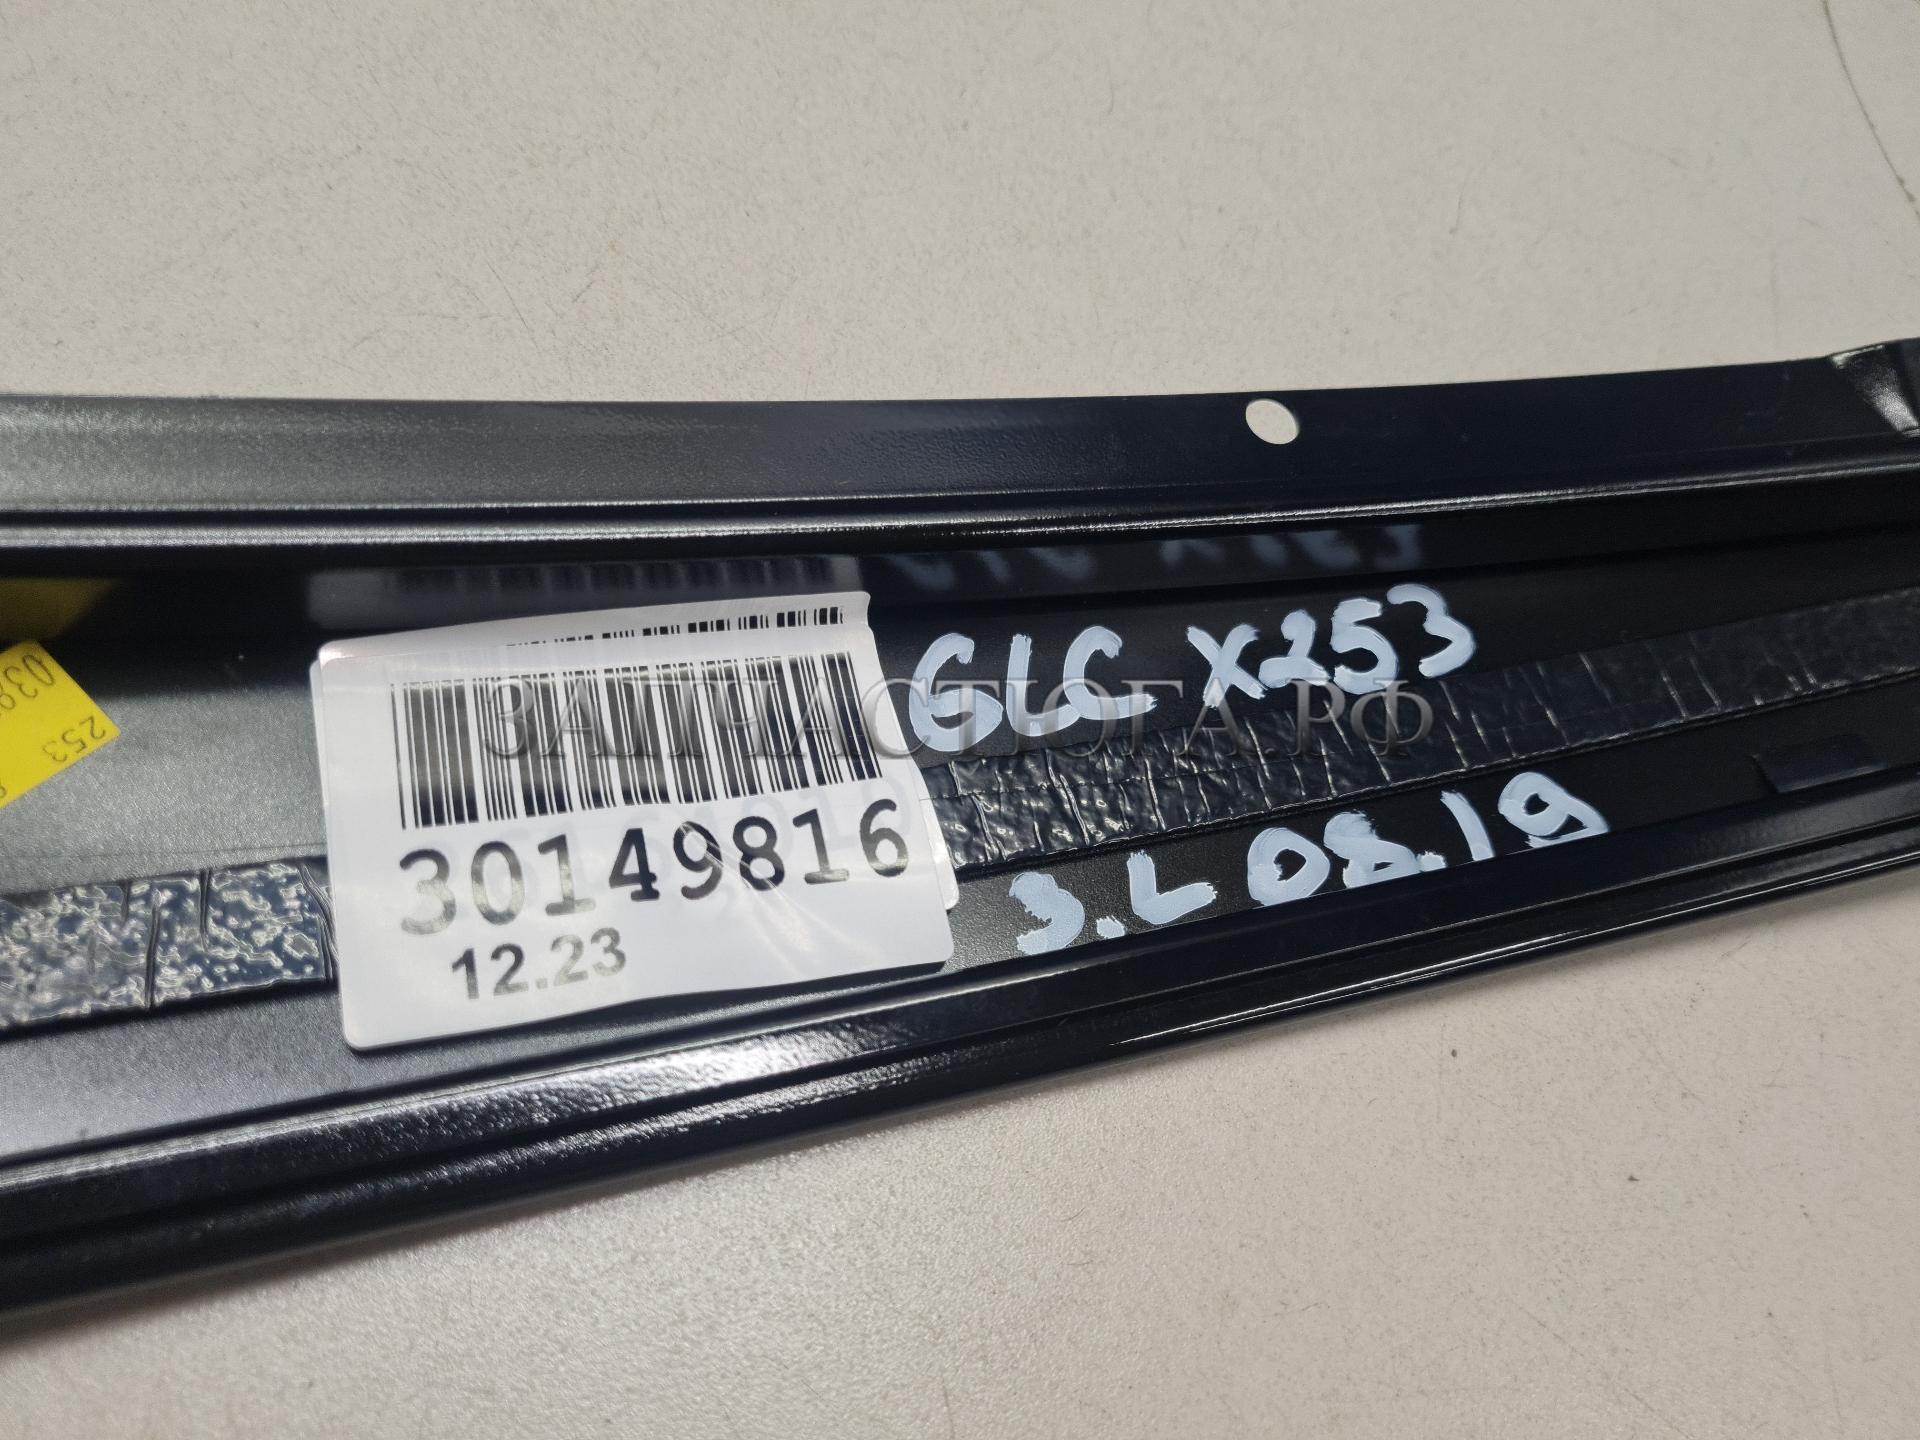 GLC X253
ЗАПЧАСТЮГА.РФ
30149816
12.23
3.L 08.19
253